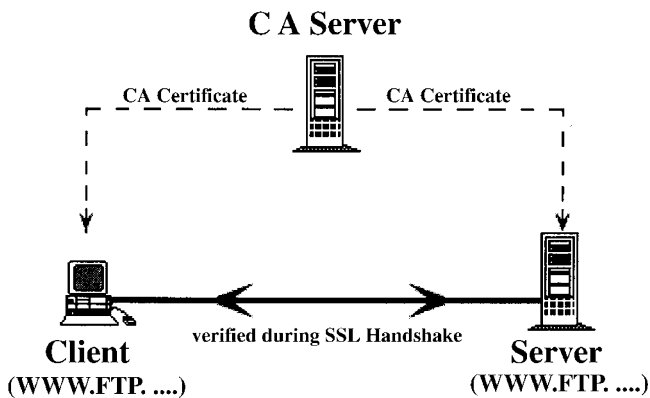 C A Server
CA Certificate
CA Certificate
verified during SSL Handshake
Client
(WWW.FTP. ....)
Server
(WWW.FTP. ....)